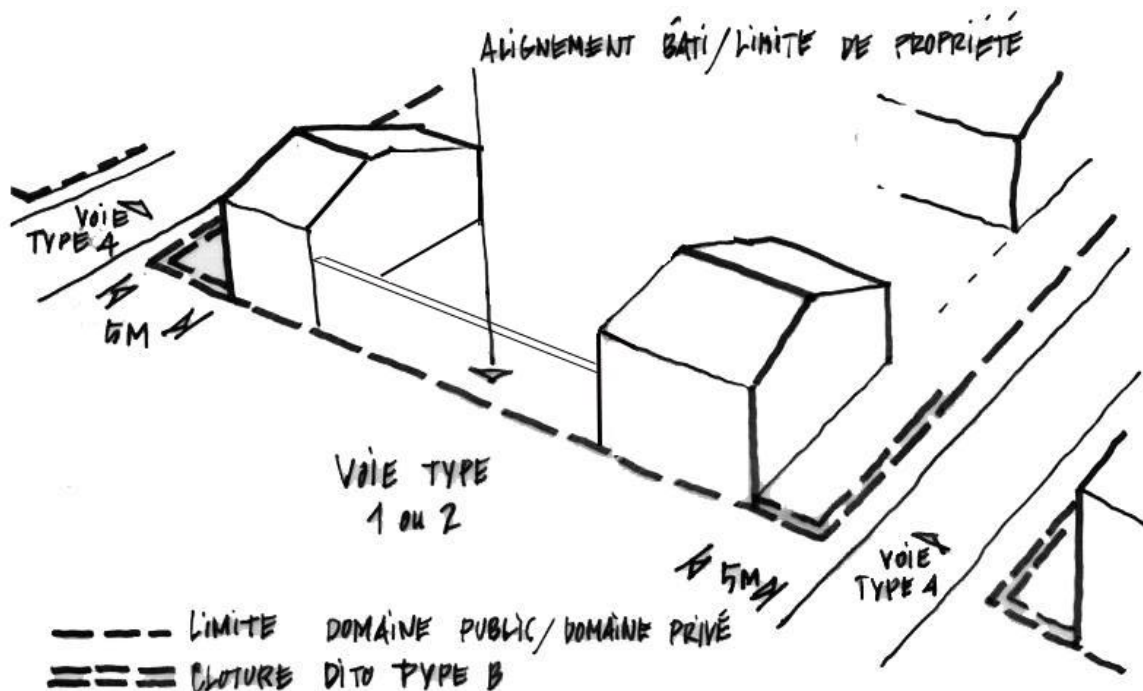 ALIGNEMENT BÂTI/LIMITE DE PROPRIÉTÉ
VOIE
TYPE 4
5M
VOIE TYPE
1 ou 2
5M
VOIE
TYPE 4
LIMITE DOMAINE PUBLIC/DOMAINE PRIVÉ
CLOTURE DITO TYPE B